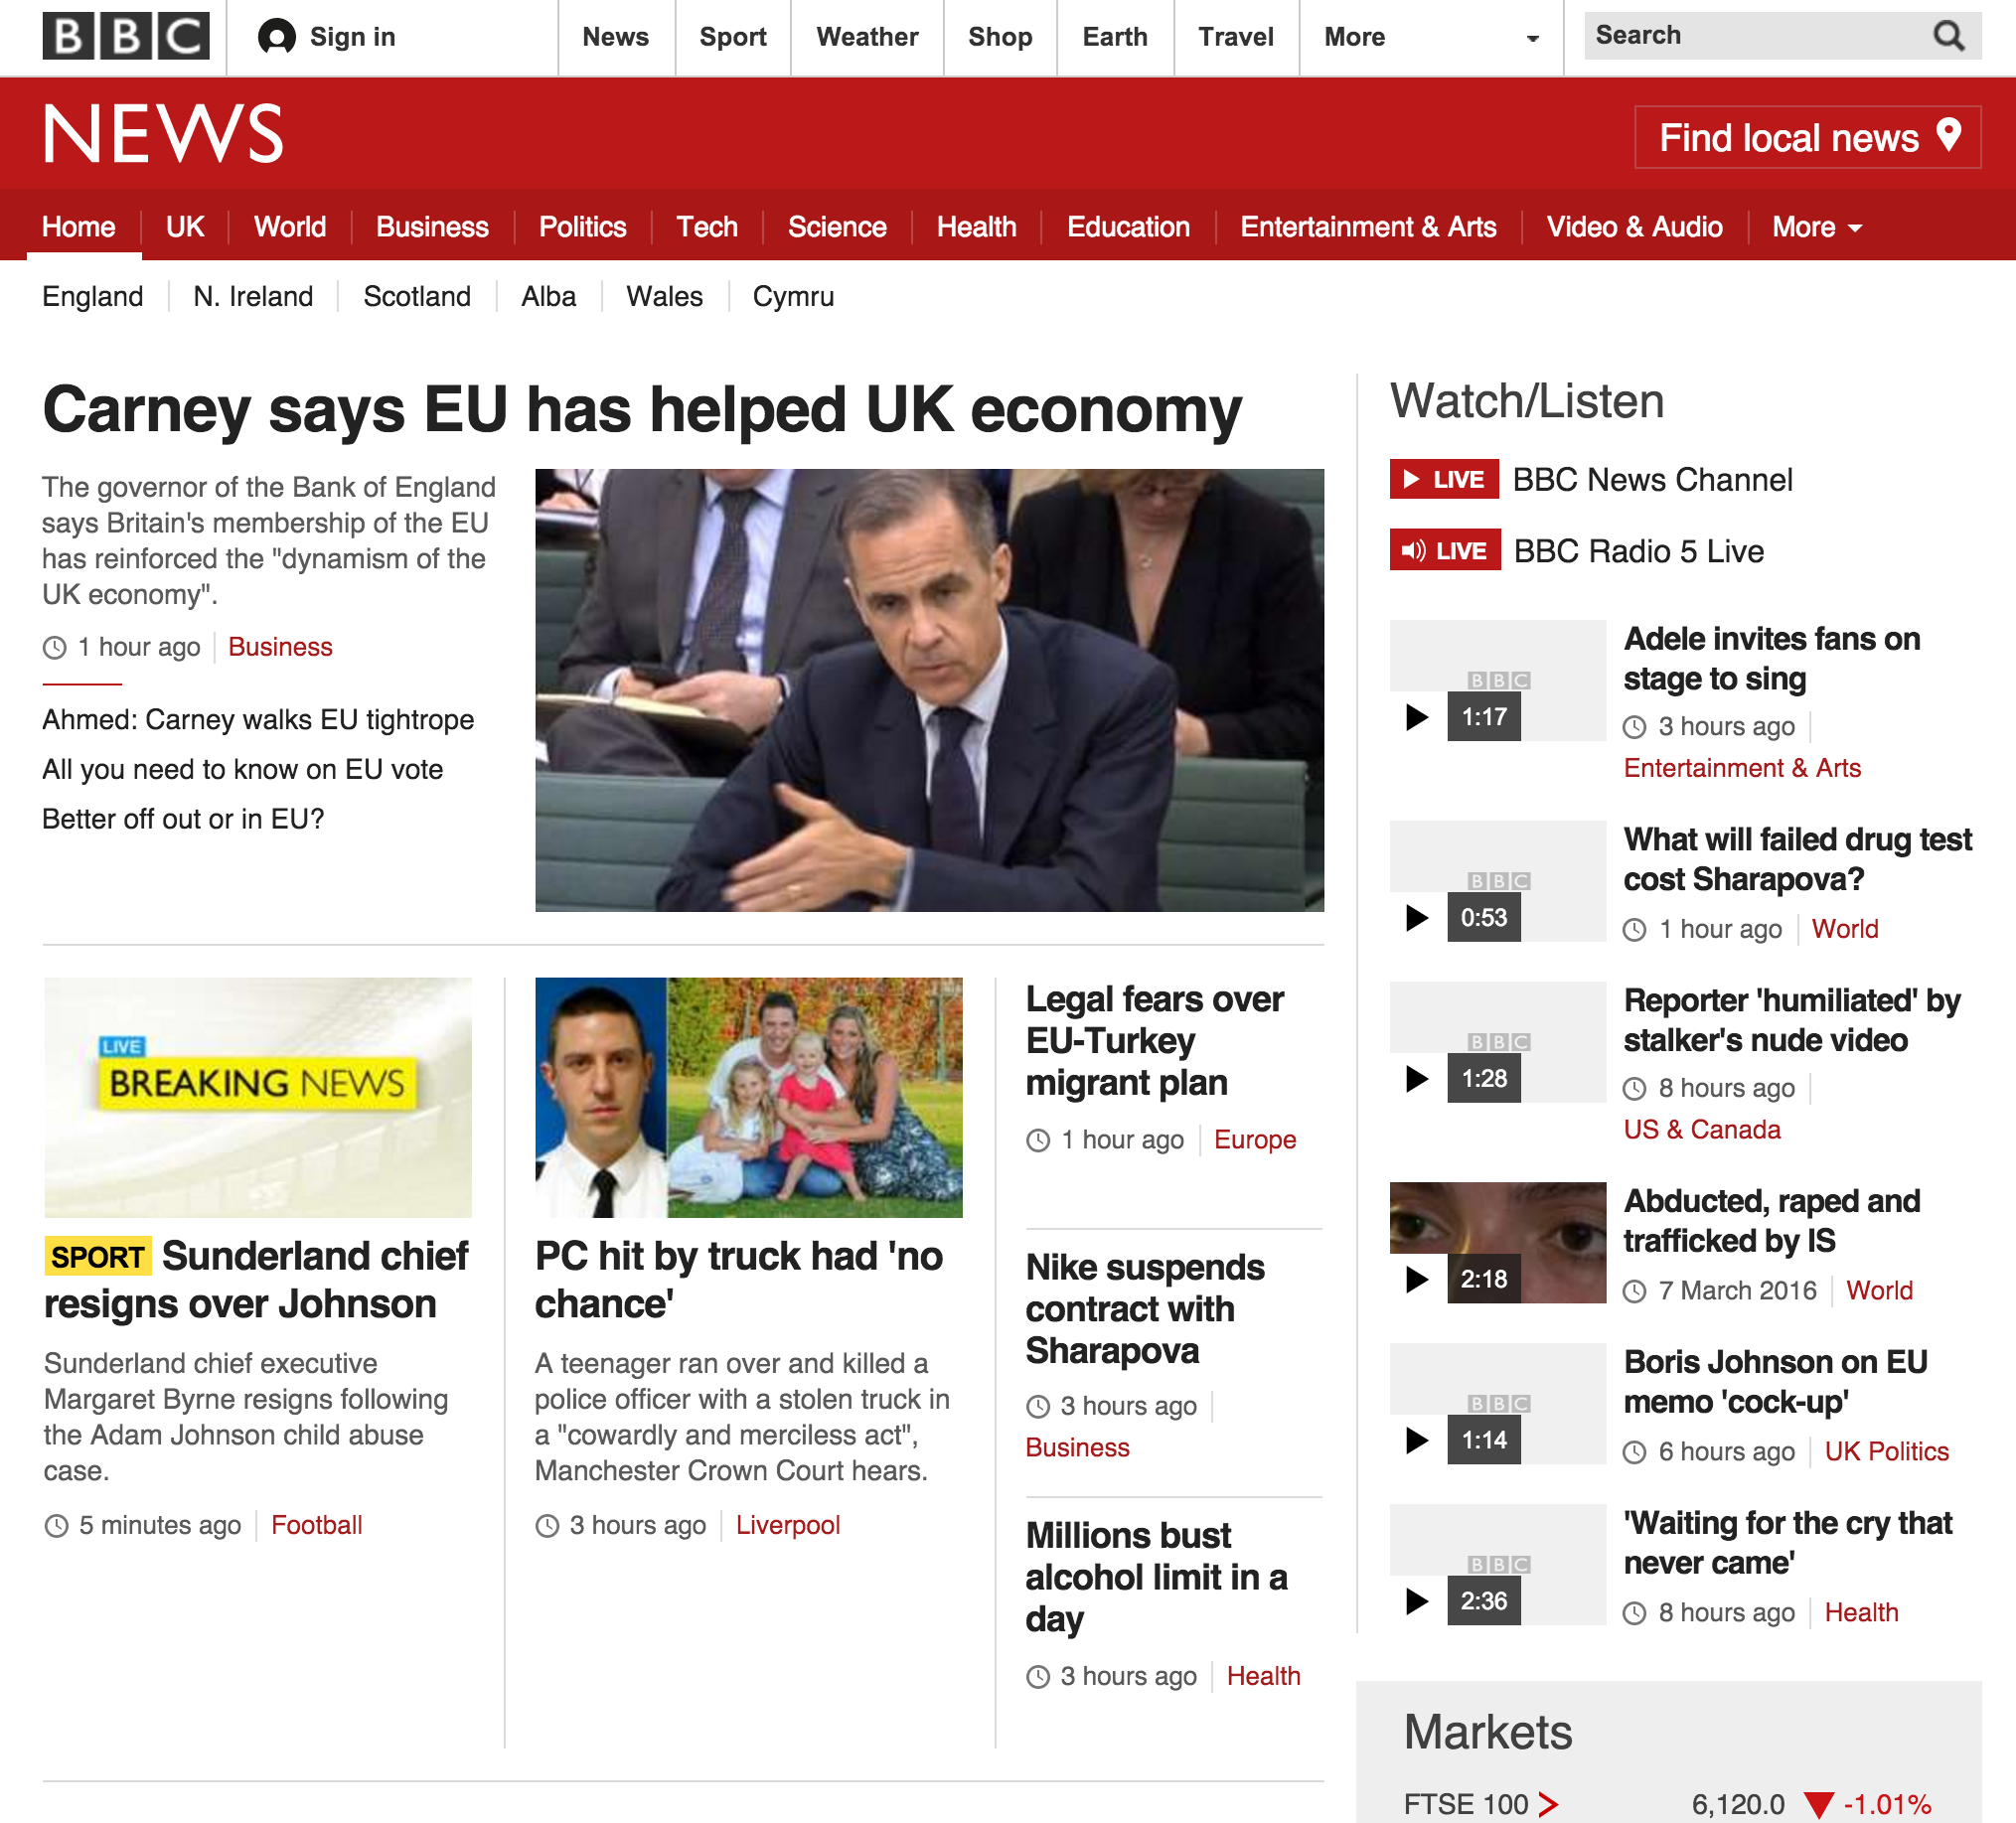 BBC
Sign in
News
Sport
Weather
Shop
Earth
Travel
More
Search
NEWS
Find local news
Home
UK
World
Business
Politics
Tech
Science
Health
Education
Entertainment & Arts
Video & Audio
More
England
N. Ireland
Scotland
Alba
Wales
Cymru
Carney says EU has helped UK economy
The governor of the Bank of England
says Britain's membership of the EU
has reinforced the "dynamism of the
UK economy".
1 hour ago
Business
Ahmed: Carney walks EU tightrope
All you need to know on EU vote
Better off out or in EU?
LIVE
BREAKING NEWS
SPORT Sunderland chief
resigns over Johnson
Sunderland chief executive
Margaret Byrne resigns following
the Adam Johnson child abuse
case.
5 minutes ago
Football
PC hit by truck had 'no
chance'
A teenager ran over and killed a
police officer with a stolen truck in
a "cowardly and merciless act",
Manchester Crown Court hears.
3 hours ago
Liverpool
Legal fears over
EU-Turkey
migrant plan
1 hour ago
Europe
Nike suspends
contract with
Sharapova
3 hours ago
Business
Millions bust
alcohol limit in a
day
3 hours ago
Health
Watch/Listen
LIVE BBC News Channel
LIVE BBC Radio 5 Live
BBC
1:17
Adele invites fans on
stage to sing
3 hours ago
Entertainment & Arts
BBC
0:53
What will failed drug test
cost Sharapova?
1 hour ago
World
BBC
1:28
Reporter 'humiliated' by
stalker's nude video
8 hours ago
US & Canada
2:18
Abducted, raped and
trafficked by IS
7 March 2016
World
BBC
1:14
Boris Johnson on EU
memo 'cock-up'
6 hours ago
UK Politics
BBC
2:36
'Waiting for the cry that
never came'
8 hours ago
Health
Markets
FTSE 100
6,120.0
-1.01%